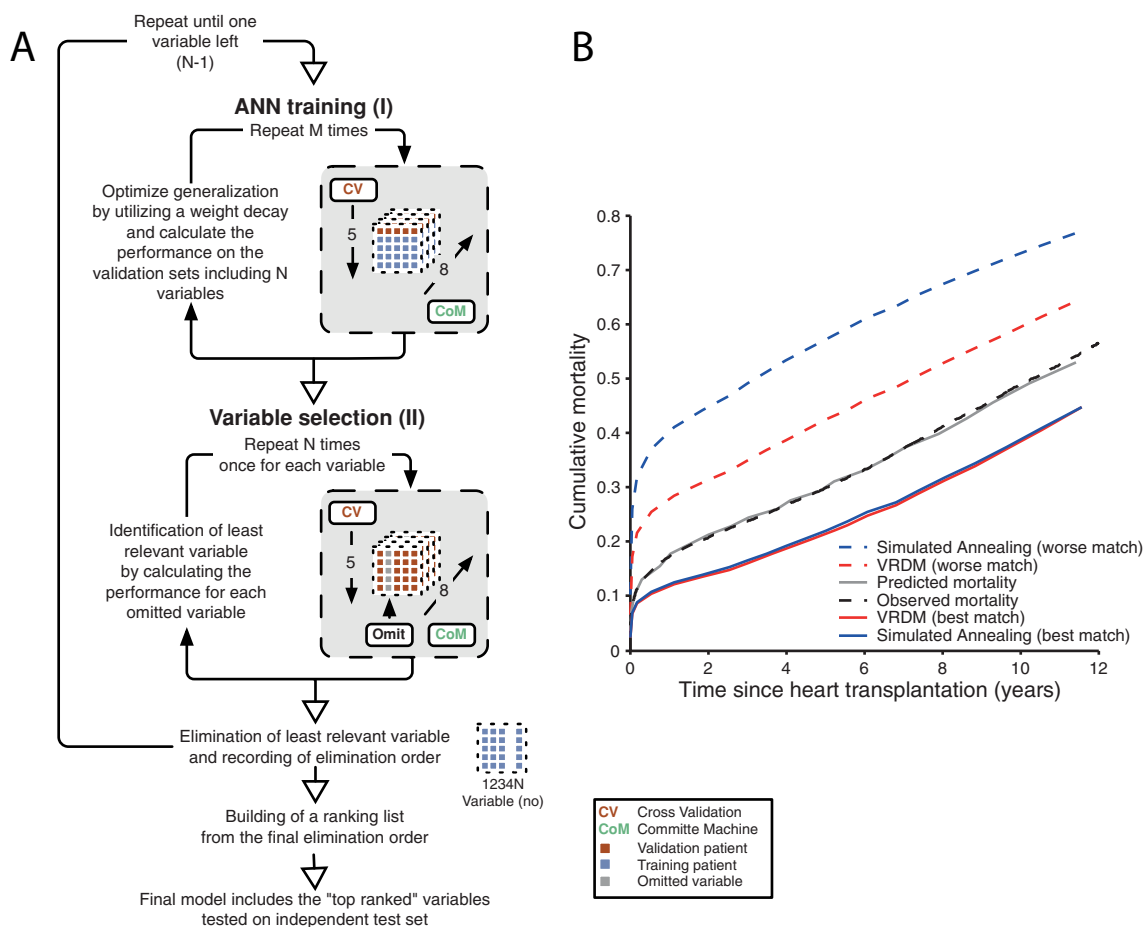 A
Repeat until one
variable left
(N-1)
ANN training (I)
Repeat M times
Optimize generalization
by utilizing a weight decay
and calculate the
performance on the
validation sets including N
variables
CV
5
8
CoM
Variable selection (II)
Repeat N times
once for each variable
Identification of least
relevant variable
by calculating the
performance for each
omitted variable
CV
5
8
Omit
CoM
Elimination of least relevant variable
and recording of elimination order
1234N
Variable (no)
Building of a ranking list
from the final elimination order
Final model includes the "top ranked" variables
tested on independent test set
B
Cumulative mortality
0.8
0.7
0.6
0.5
0.4
0.3
0.2
0.1
0
0
2
4
6
8
10
12
Time since heart transplantation (years)
Simulated Annealing (worse match)
VRDM (worse match)
Predicted mortality
Observed mortality
VRDM (best match)
Simulated Annealing (best match)
CV Cross Validation
CoM Committe Machine
Validation patient
Training patient
Omitted variable